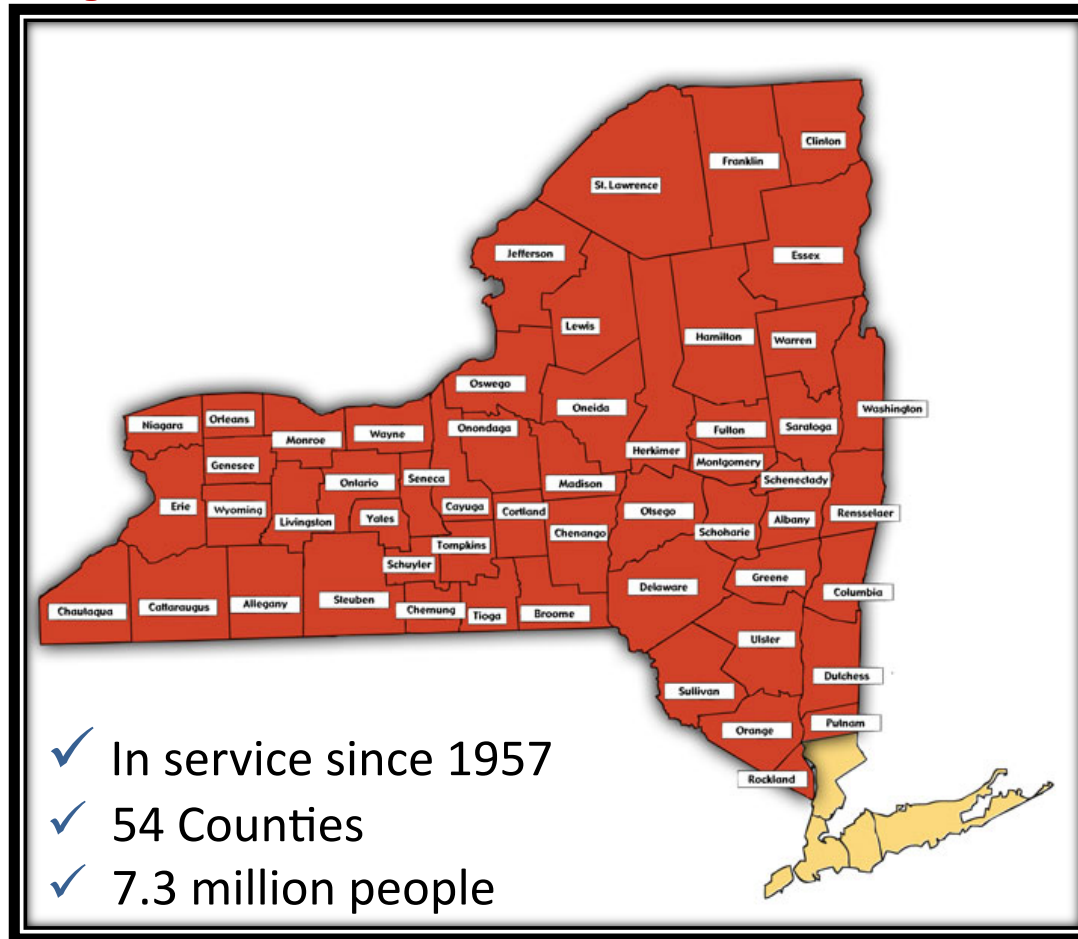 Clinton
Franklin
St. Lawrence
Jefferson
Essex
Lewis
Hamilton
Warren
Oswego
Oneida
Washington
Niagara
Orleans
Monroe
Wayne
Onondaga
Fulton
Saratoga
Herkimer
Montgomery
Genesee
Ontario
Seneca
Madison
Schenectady
Erie
Wyoming
Livingston
Yates
Cayuga
Cortland
Chenango
Otsego
Schoharie
Albany
Rensselaer
Tompkins
Schuyler
Delaware
Greene
Columbia
Chautaqua
Cattaraugus
Allegany
Steuben
Chemung
Tioga
Broome
Ulster
Dutchess
Sullivan
Orange
Putnam
Rockland
In service since 1957
54 Counties
7.3 million people